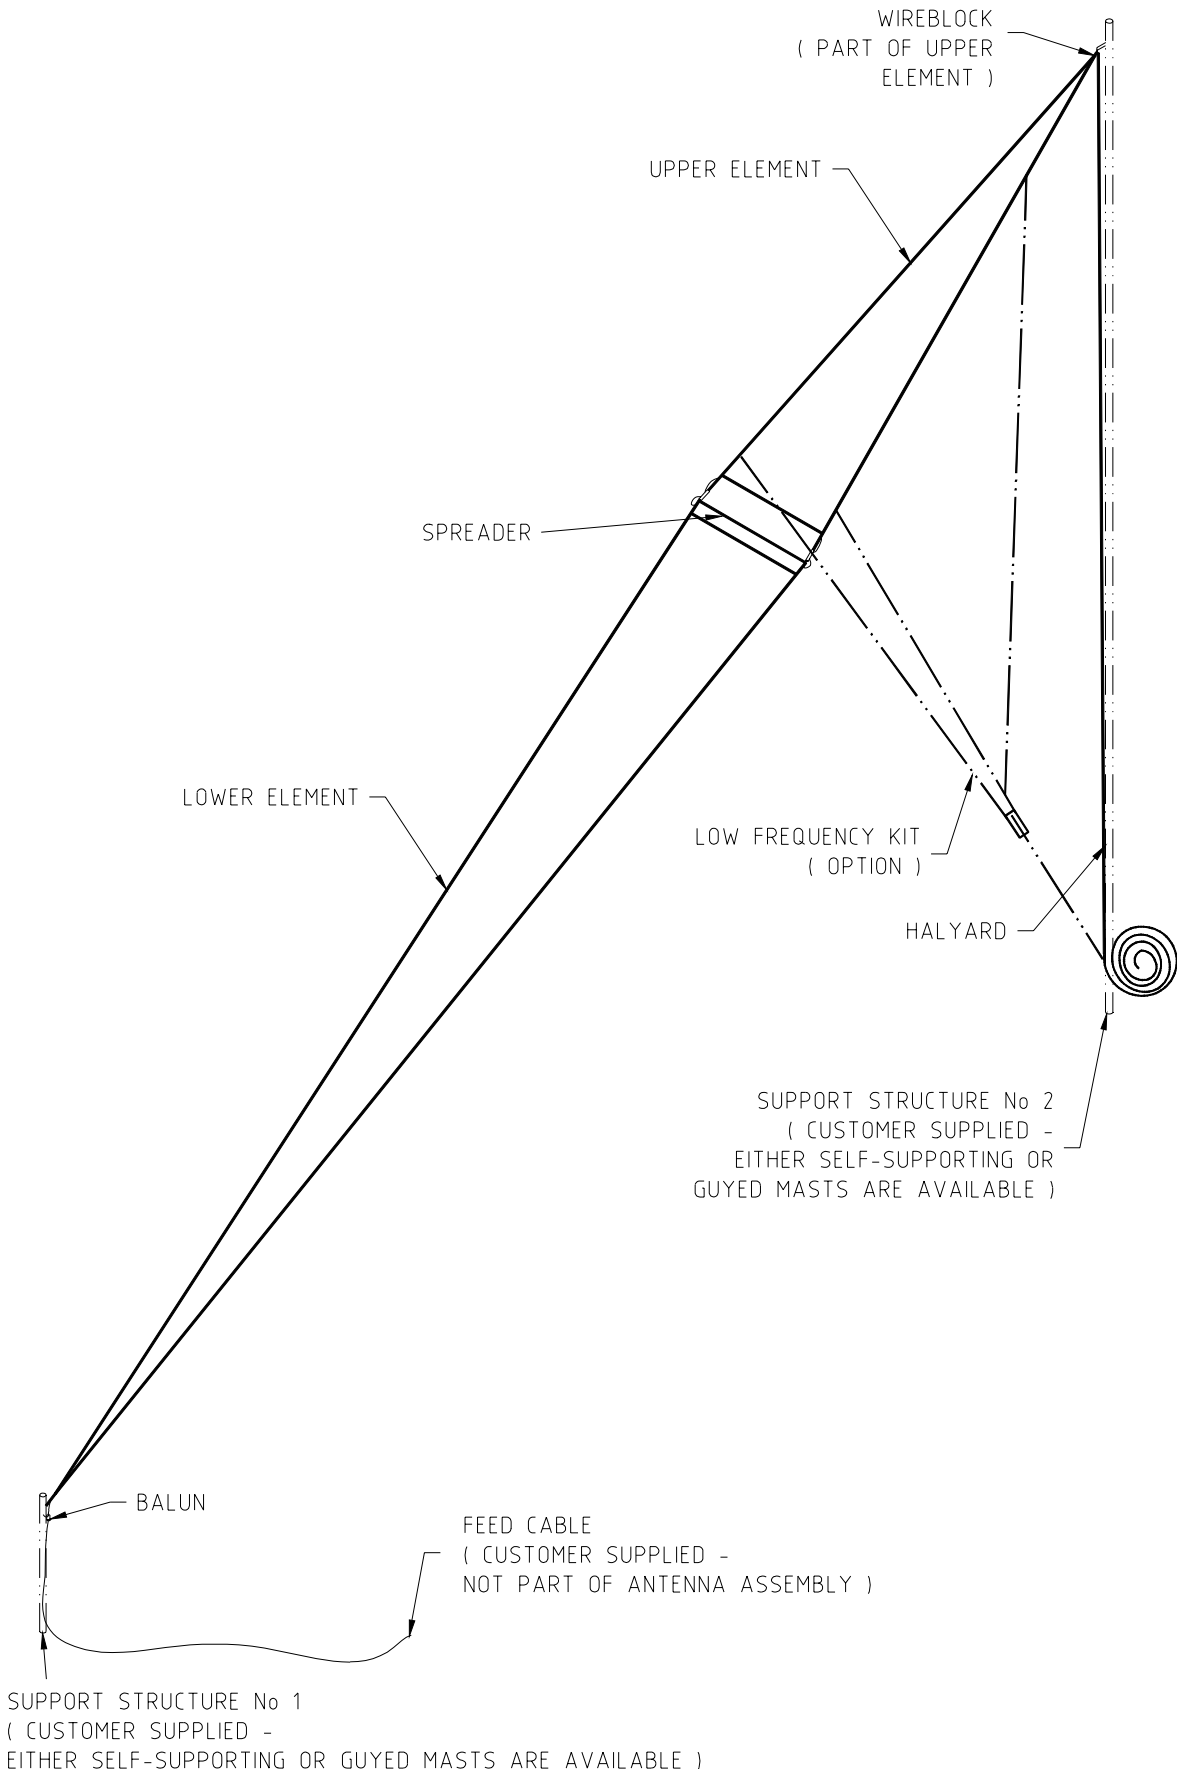 WIREBLOCK
( PART OF UPPER
ELEMENT )
UPPER ELEMENT
SPREADER
LOWER ELEMENT
LOW FREQUENCY KIT
( OPTION )
HALYARD
SUPPORT STRUCTURE No 2
( CUSTOMER SUPPLIED -
EITHER SELF-SUPPORTING OR
GUYED MASTS ARE AVAILABLE )
BALUN
FEED CABLE
( CUSTOMER SUPPLIED -
NOT PART OF ANTENNA ASSEMBLY )
SUPPORT STRUCTURE No 1
( CUSTOMER SUPPLIED -
EITHER SELF-SUPPORTING OR GUYED MASTS ARE AVAILABLE )